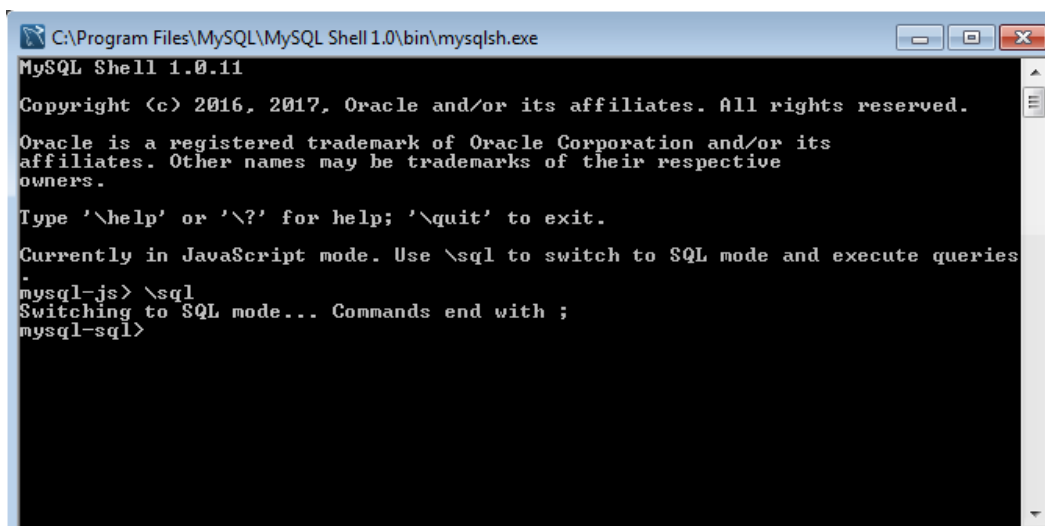 C:\Program Files\MySQL\MySQL Shell 1.0\bin\mysqlsh.exe
MySQL Shell 1.0.11
Copyright (c) 2016, 2017, Oracle and/or its affiliates. All rights reserved.
Oracle is a registered trademark of Oracle Corporation and/or its
affiliates. Other names may be trademarks of their respective
owners.
Type '\help' or '\?' for help; '\quit' to exit.
Currently in JavaScript mode. Use \sql to switch to SQL mode and execute queries
.
mysql-js> \sql
Switching to SQL mode... Commands end with ;
mysql-sql>